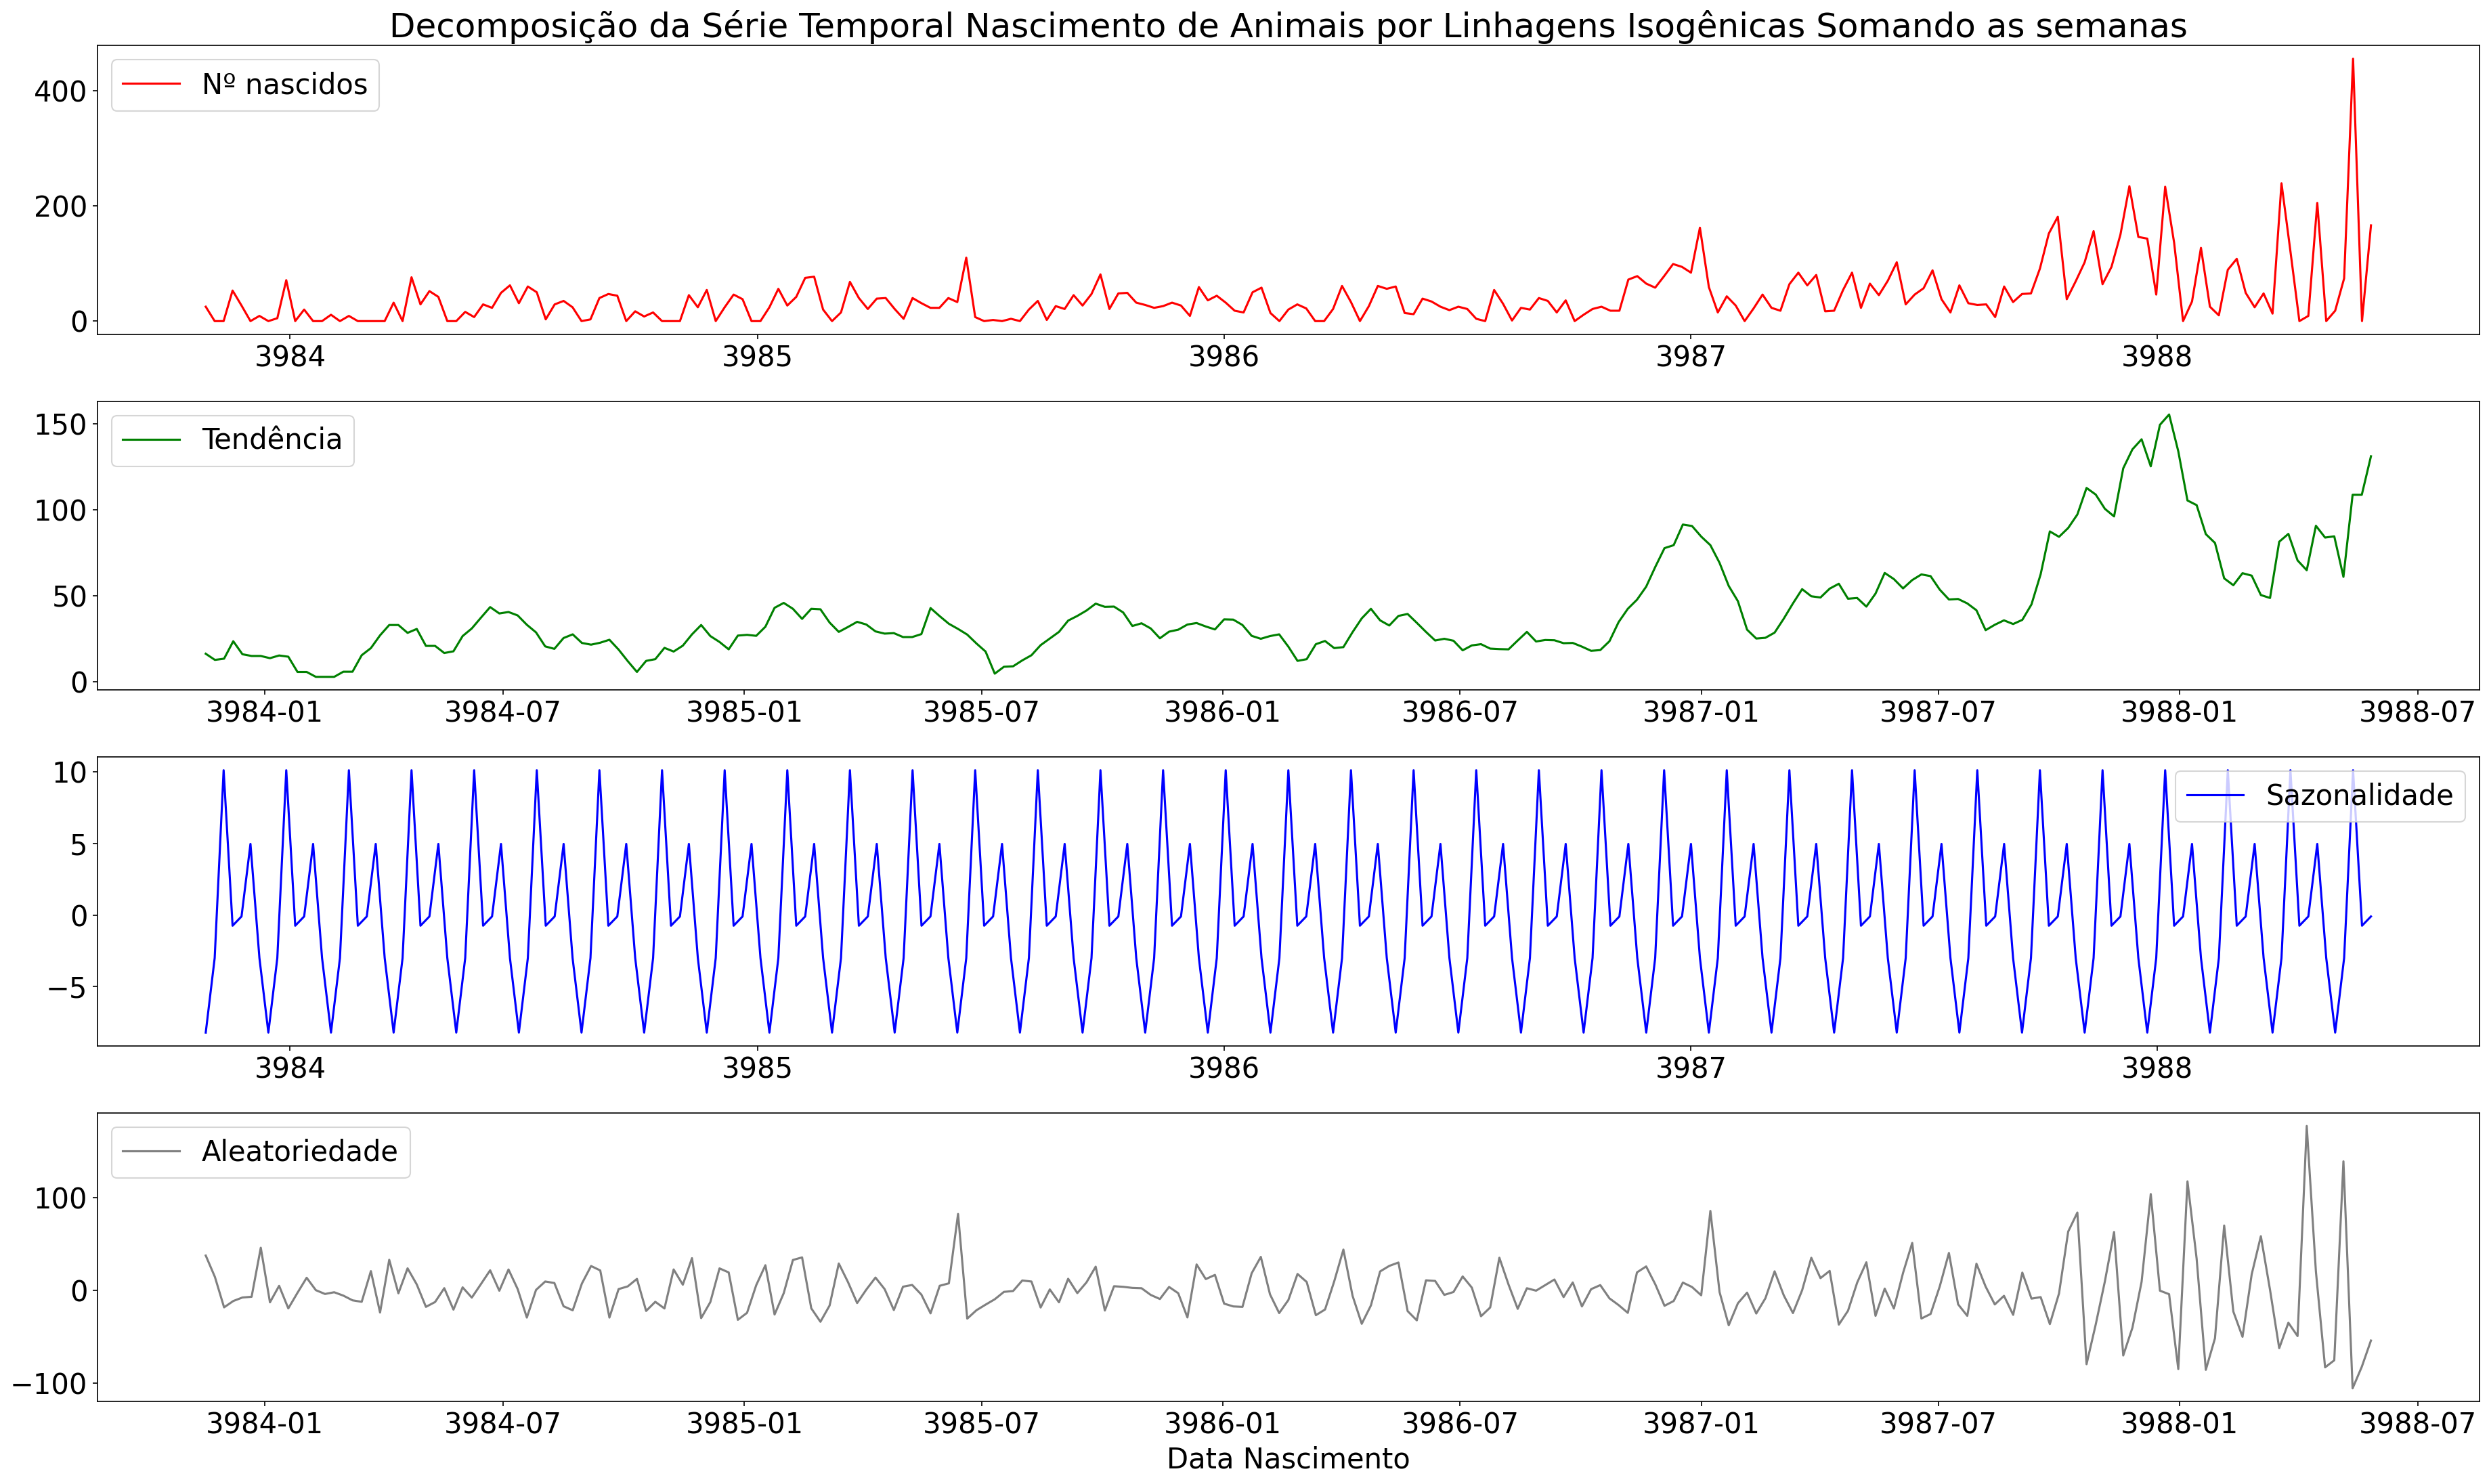 Decomposição da Série Temporal Nascimento de Animais por Linhagens Isogênicas Somando as semanas
Nº nascidos
400
200
0
3984 3985 3986 3987 3988
Tendência
150
100
50
0
3984-01 3984-07 3985-01 3985-07 3986-01 3986-07 3987-01 3987-07 3988-01 3988-07
Sazonalidade
10
5
0
−5
3984 3985 3986 3987 3988
Aleatoriedade
100
0
−100
3984-01 3984-07 3985-01 3985-07 3986-01 3986-07 3987-01 3987-07 3988-01 3988-07
Data Nascimento